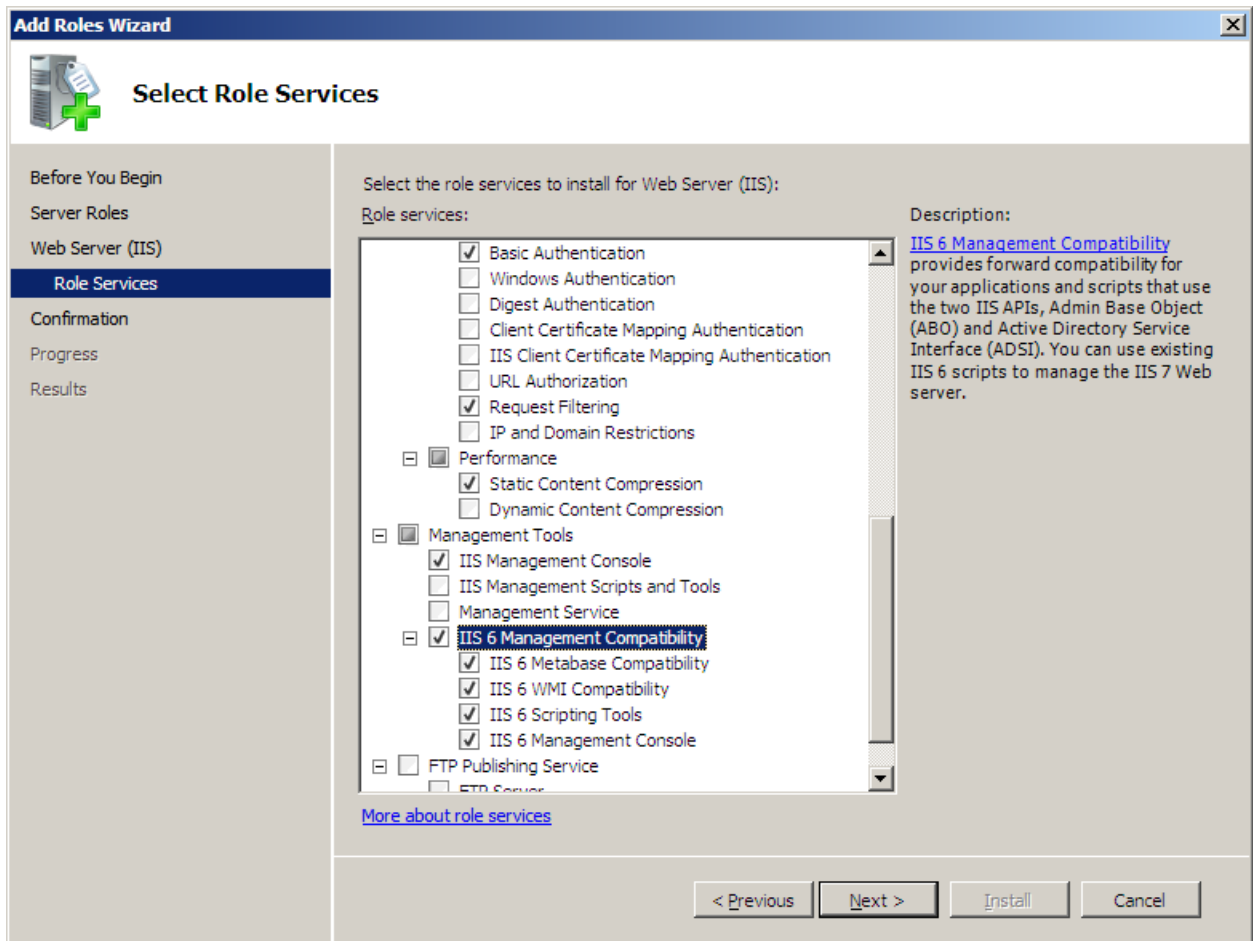 Add Roles Wizard
Select Role Services
Before You Begin
Server Roles
Web Server (IIS)
Role Services
Confirmation
Progress
Results
Select the role services to install for Web Server (IIS):
Role services:
Basic Authentication
Windows Authentication
Digest Authentication
Client Certificate Mapping Authentication
IIS Client Certificate Mapping Authentication
URL Authorization
Request Filtering
IP and Domain Restrictions
Performance
Static Content Compression
Dynamic Content Compression
Management Tools
IIS Management Console
IIS Management Scripts and Tools
Management Service
IIS 6 Management Compatibility
IIS 6 Metabase Compatibility
IIS 6 WMI Compatibility
IIS 6 Scripting Tools
IIS 6 Management Console
FTP Publishing Service
FTP Server
More about role services
Description:
IIS 6 Management Compatibility
provides forward compatibility for
your applications and scripts that use
the two IIS APIs, Admin Base Object
(ABO) and Active Directory Service
Interface (ADSI). You can use existing
IIS 6 scripts to manage the IIS 7 Web
server.
< Previous
Next >
Install
Cancel